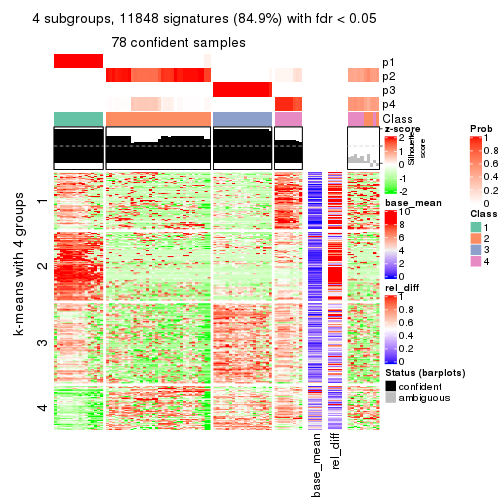 4 subgroups, 11848 signatures (84.9%) with fdr < 0.05
78 confident samples
p1
p2
p3
p4
Class
Silhouette
score
k-means with 4 groups
1
2
3
4
base_mean
rel_diff
z-score
2
1
0
-1
-2
base_mean
10
8
6
4
2
0
rel_diff
1
0.8
0.6
0.4
0.2
0
Status (barplots)
confident
ambiguous
Prob
1
0.8
0.6
0.4
0.2
0
Class
1
2
3
4